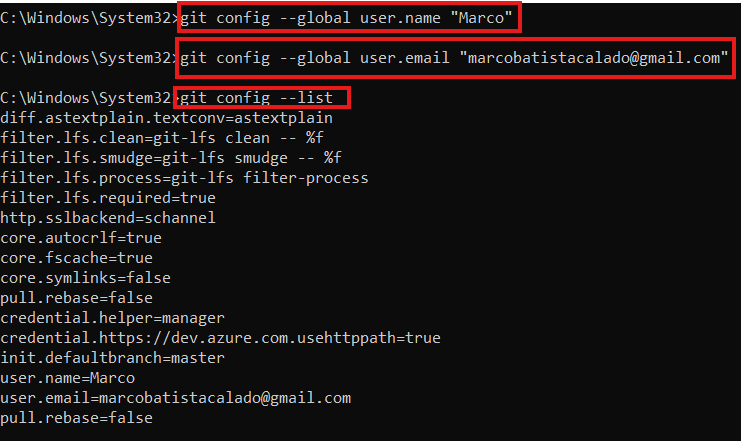 C:\Windows\System32>git config --global user.name "Marco"
C:\Windows\System32>git config --global user.email "marcobatistacalado@gmail.com"
C:\Windows\System32>git config --list
diff.astextplain.textconv=astextplain
filter.lfs.clean=git-lfs clean -- %f
filter.lfs.smudge=git-lfs smudge -- %f
filter.lfs.process=git-lfs filter-process
filter.lfs.required=true
http.sslbackend=schannel
core.autocrlf=true
core.fscache=true
core.symlinks=false
pull.rebase=false
credential.helper=manager
credential.https://dev.azure.com.usehttppath=true
init.defaultbranch=master
user.name=Marco
user.email=marcobatistacalado@gmail.com
pull.rebase=false